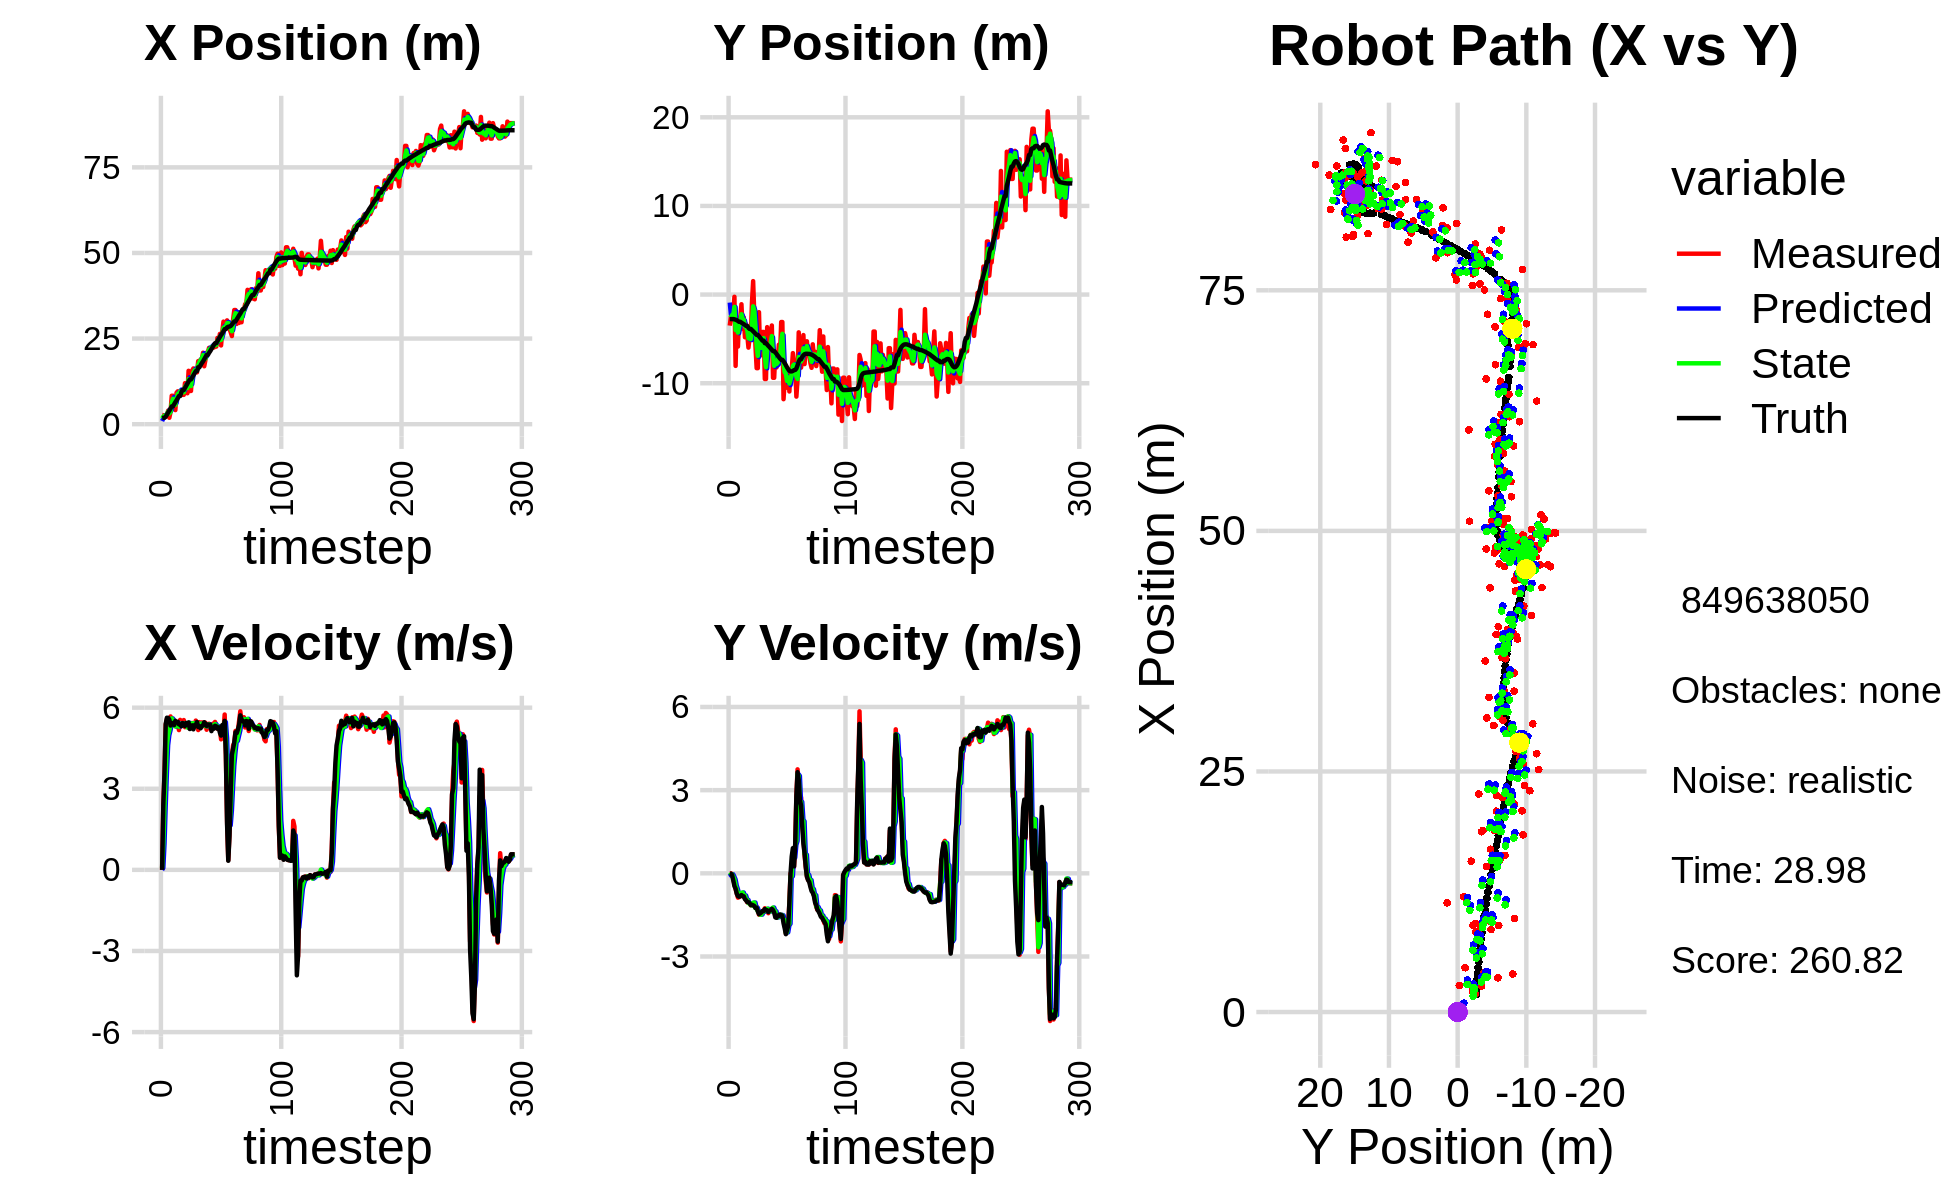 X Position (m)
75
50
25
0
0
100
200
300
timestep
Y Position (m)
20
10
0
-10
0
100
200
300
timestep
X Velocity (m/s)
6
3
0
-3
-6
0
100
200
300
timestep
Y Velocity (m/s)
6
3
0
-3
0
100
200
300
timestep
Robot Path (X vs Y)
X Position (m)
75
50
25
0
20 10 0 -10 -20
Y Position (m)
variable
Measured
Predicted
State
Truth
849638050
Obstacles: none
Noise: realistic
Time: 28.98
Score: 260.82